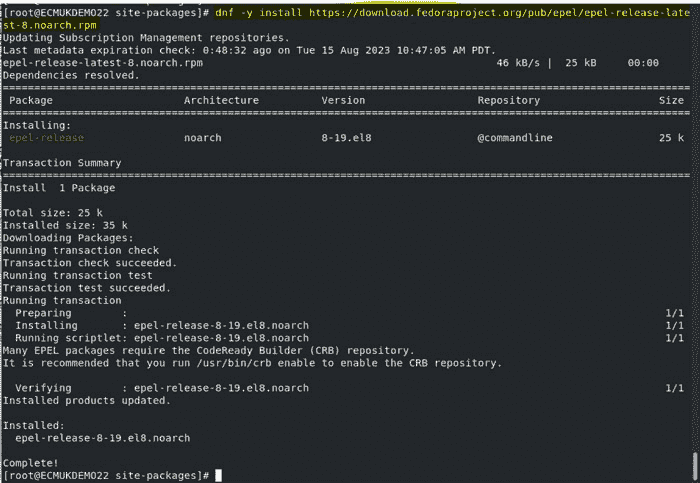 [root@ECMUKDEMO22 site-packages]# dnf -y install https://download.fedoraproject.org/pub/epel/epel-release-late
st-8.noarch.rpm
Updating Subscription Management repositories.
Last metadata expiration check: 0:48:32 ago on Tue 15 Aug 2023 10:47:05 AM PDT.
epel-release-latest-8.noarch.rpm 46 kB/s | 25 kB 00:00
Dependencies resolved.
================================================================================
Package Architecture Version Repository Size
================================================================================
Installing:
epel-release noarch 8-19.el8 @commandline 25 k
Transaction Summary
================================================================================
Install 1 Package
Total size: 25 k
Installed size: 35 k
Downloading Packages:
Running transaction check
Transaction check succeeded.
Running transaction test
Transaction test succeeded.
Running transaction
Preparing : 1/1
Installing : epel-release-8-19.el8.noarch 1/1
Running scriptlet: epel-release-8-19.el8.noarch 1/1
Many EPEL packages require the CodeReady Builder (CRB) repository.
It is recommended that you run /usr/bin/crb enable to enable the CRB repository.
Verifying : epel-release-8-19.el8.noarch 1/1
Installed products updated.
Installed:
epel-release-8-19.el8.noarch
Complete!
[root@ECMUKDEMO22 site-packages]#